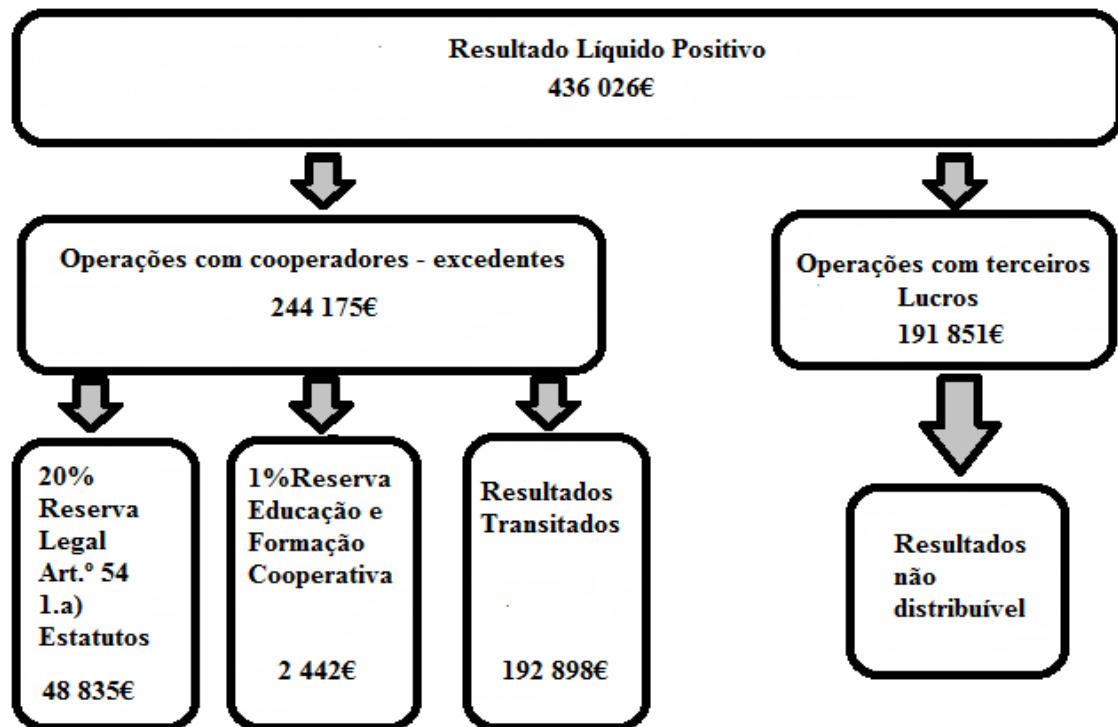 Resultado Líquido Positivo
436 026€
Operações com cooperadores - excedentes
244 175€
Operações com terceiros
Lucros
191 851€
20%
Reserva
Legal
Art.º 54
1.a)
Estatutos
48 835€
1%Reserva
Educação e
Formação
Cooperativa
2 442€
Resultados
Transitados
192 898€
Resultados
não
distribuível